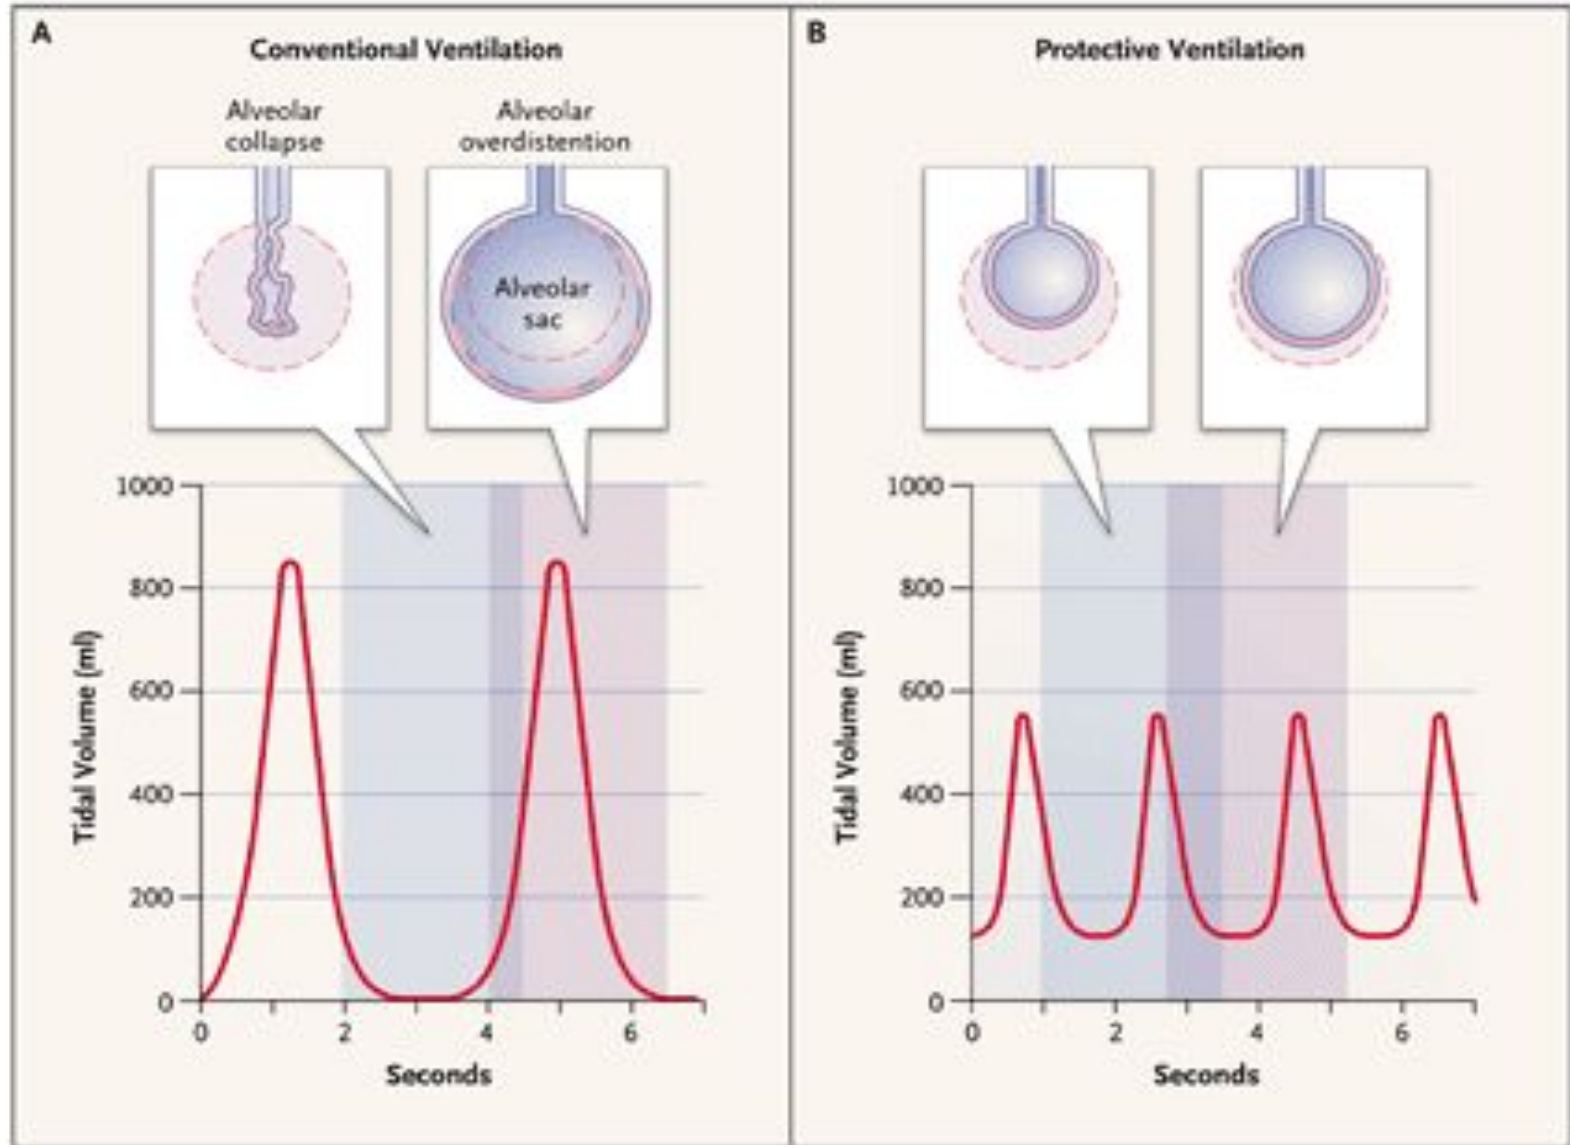 A
Conventional Ventilation
Alveolar
collapse
Alveolar
overdistention
Alveolar
sac
1000
800
600
400
200
0
Tidal Volume (ml)
0
2
4
6
Seconds
B
Protective Ventilation
1000
800
600
400
200
0
Tidal Volume (ml)
0
2
4
6
Seconds